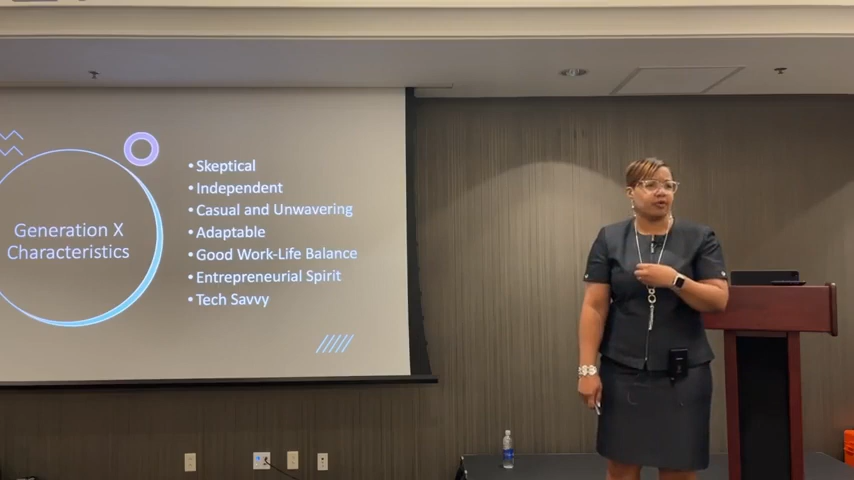 Generation X
Characteristics
• Skeptical
• Independent
• Casual and Unwavering
• Adaptable
• Good Work-Life Balance
• Entrepreneurial Spirit
• Tech Savvy